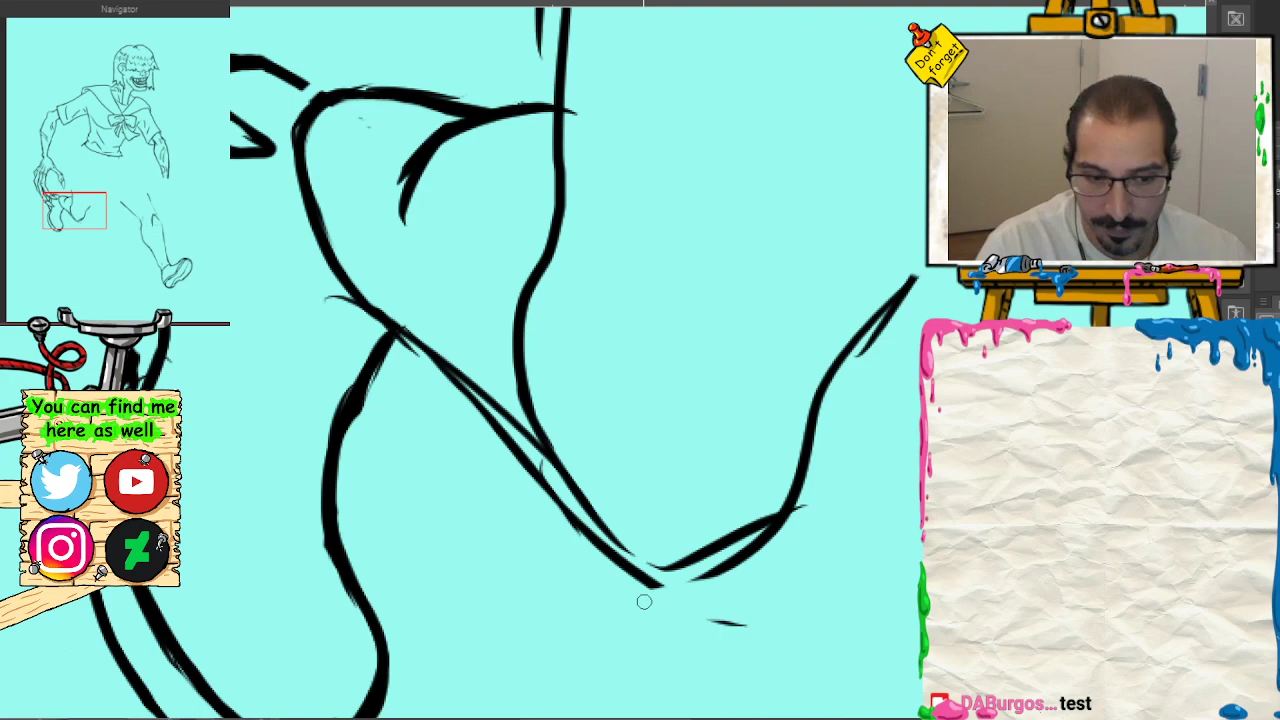 Navigator
Don't
forget
You can find me
here as well
DABurgos... test